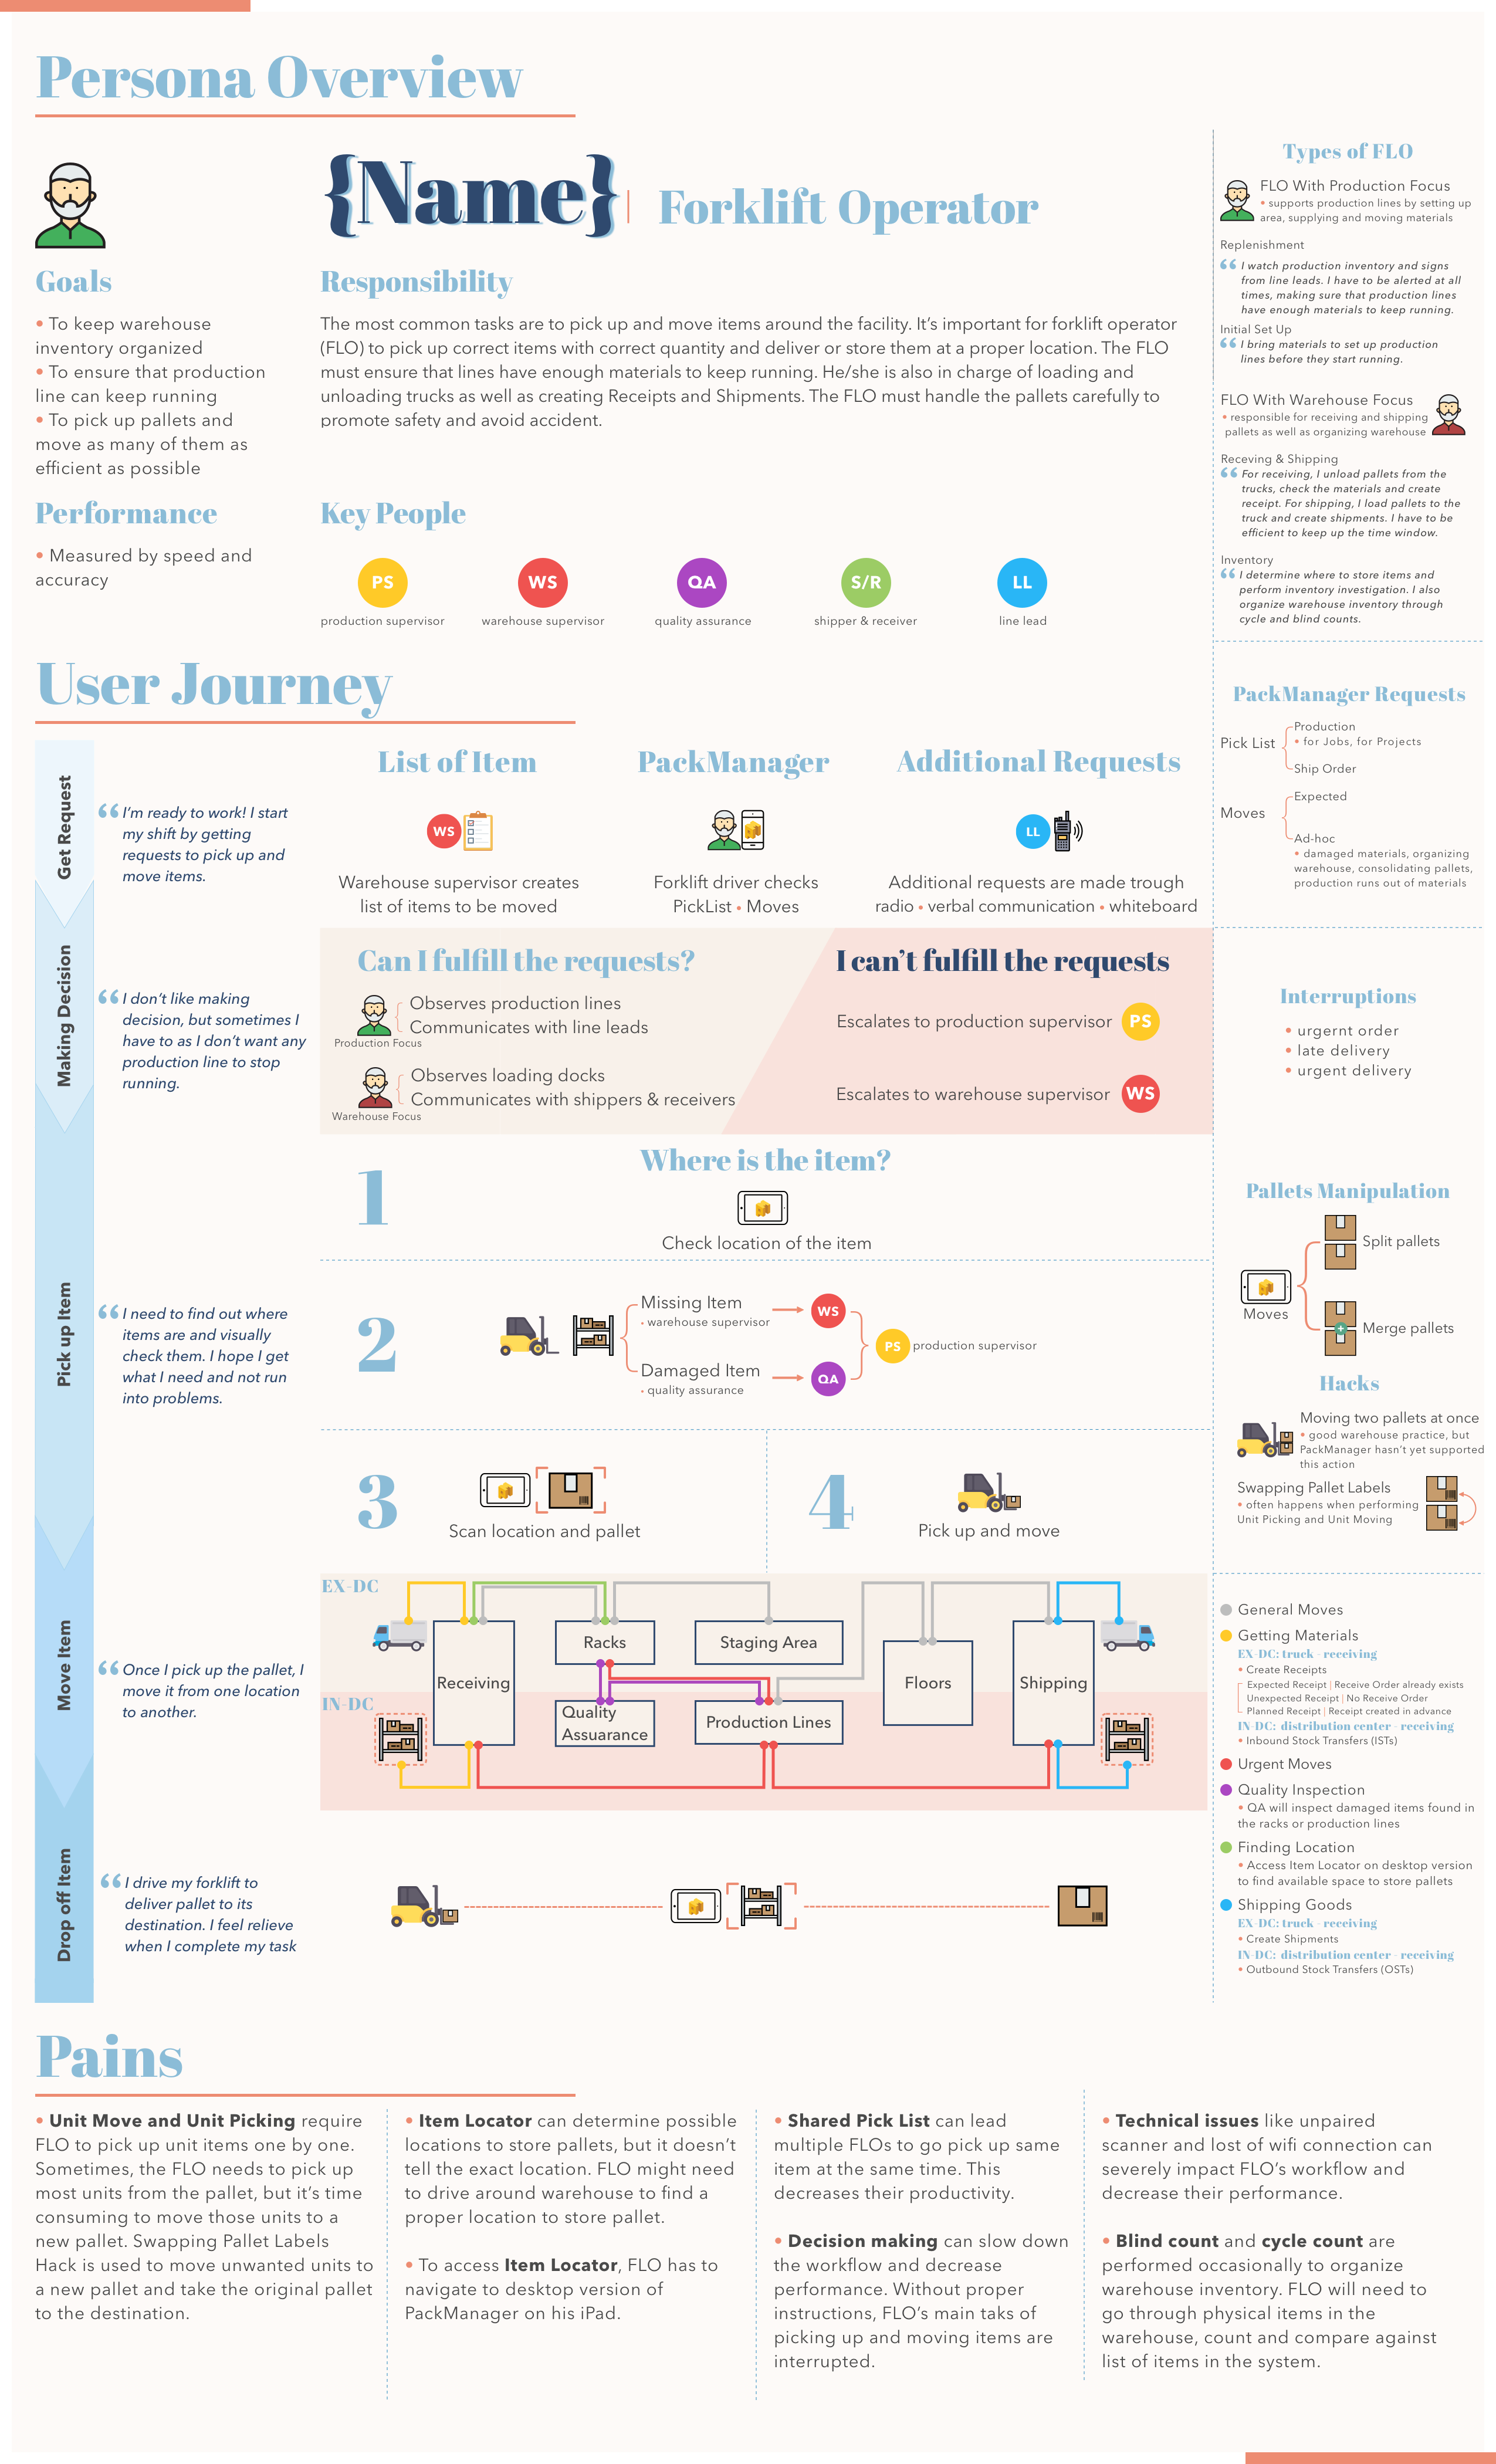 Persona Overview
{Name}
Forklift Operator
Goals
• To keep warehouse
inventory organized
• To ensure that production
line can keep running
• To pick up pallets and
move as many of them as
efficient as possible
Responsibility
The most common tasks are to pick up and move items around the facility. It’s important for forklift operator
(FLO) to pick up correct items with correct quantity and deliver or store them at a proper location. The FLO
must ensure that lines have enough materials to keep running. He/she is also in charge of loading and
unloading trucks as well as creating Receipts and Shipments. The FLO must handle the pallets carefully to
promote safety and avoid accident.
Performance
• Measured by speed and
accuracy
Key People
PS
WS
QA
S/R
LL
production supervisor
warehouse supervisor
quality assurance
shipper & receiver
line lead
Types of FLO
FLO With Production Focus
• supports production lines by setting up
area, supplying and moving materials
Replenishment
“ I watch production inventory and signs
from line leads. I have to be alerted at all
times, making sure that production lines
have enough materials to keep running.
Initial Set Up
“ I bring materials to set up production
lines before they start running.
FLO With Warehouse Focus
• responsible for receiving and shipping
pallets as well as organizing warehouse
Receving & Shipping
“ For receiving, I unload pallets from the
trucks, check the materials and create
receipt. For shipping, I load pallets to the
truck and create shipments. I have to be
efficient to keep up the time window.
Inventory
“ I determine where to store items and
perform inventory investigation. I also
organize warehouse inventory through
cycle and blind counts.
User Journey
Get Request
“ I’m ready to work! I start
my shift by getting
requests to pick up and
move items.
List of Item
WS
Warehouse supervisor creates
list of items to be moved
PackManager
Forklift driver checks
PickList • Moves
Additional Requests
LL
Additional requests are made trough
radio • verbal communication • whiteboard
PackManager Requests
Pick List
Production
• for Jobs, for Projects
Ship Order
Moves
Expected
Ad-hoc
• damaged materials, organizing
warehouse, consolidating pallets,
production runs out of materials
Making Decision
“ I don’t like making
decision, but sometimes I
have to as I don’t want any
production line to stop
running.
Can I fulfill the requests?
Observes production lines
Communicates with line leads
Production Focus
Observes loading docks
Communicates with shippers & receivers
Warehouse Focus
I can’t fulfill the requests
Escalates to production supervisor
PS
Escalates to warehouse supervisor
WS
Interruptions
• urgernt order
• late delivery
• urgent delivery
Pick up Item
“ I need to find out where
items are and visually
check them. I hope I get
what I need and not run
into problems.
1
Where is the item?
Check location of the item
2
Missing Item
• warehouse supervisor
WS
Damaged Item
• quality assurance
QA
PS
production supervisor
3
Scan location and pallet
4
Pick up and move
Pallets Manipulation
Moves
Split pallets
Merge pallets
Hacks
Moving two pallets at once
• good warehouse practice, but
PackManager hasn’t yet supported
this action
Swapping Pallet Labels
• often happens when performing
Unit Picking and Unit Moving
Move Item
“ Once I pick up the pallet, I
move it from one location
to another.
EX-DC
IN-DC
Receiving
Racks
Staging Area
Quality
Assuarance
Production Lines
Floors
Shipping
General Moves
Getting Materials
EX-DC: truck - receiving
• Create Receipts
Expected Receipt | Receive Order already exists
Unexpected Receipt | No Receive Order
Planned Receipt | Receipt created in advance
IN-DC: distribution center - receiving
• Inbound Stock Transfers (ISTs)
Urgent Moves
Quality Inspection
• QA will inspect damaged items found in
the racks or production lines
Finding Location
• Access Item Locator on desktop version
to find available space to store pallets
Shipping Goods
EX-DC: truck - receiving
• Create Shipments
IN-DC: distribution center - receiving
• Outbound Stock Transfers (OSTs)
Drop off Item
“ I drive my forklift to
deliver pallet to its
destination. I feel relieve
when I complete my task
Pains
• Unit Move and Unit Picking require
FLO to pick up unit items one by one.
Sometimes, the FLO needs to pick up
most units from the pallet, but it’s time
consuming to move those units to a
new pallet. Swapping Pallet Labels
Hack is used to move unwanted units to
a new pallet and take the original pallet
to the destination.
• Item Locator can determine possible
locations to store pallets, but it doesn’t
tell the exact location. FLO might need
to drive around warehouse to find a
proper location to store pallet.
• To access Item Locator, FLO has to
navigate to desktop version of
PackManager on his iPad.
• Shared Pick List can lead
multiple FLOs to go pick up same
item at the same time. This
decreases their productivity.
• Decision making can slow down
the workflow and decrease
performance. Without proper
instructions, FLO’s main taks of
picking up and moving items are
interrupted.
• Technical issues like unpaired
scanner and lost of wifi connection can
severely impact FLO’s workflow and
decrease their performance.
• Blind count and cycle count are
performed occasionally to organize
warehouse inventory. FLO will need to
go through physical items in the
warehouse, count and compare against
list of items in the system.